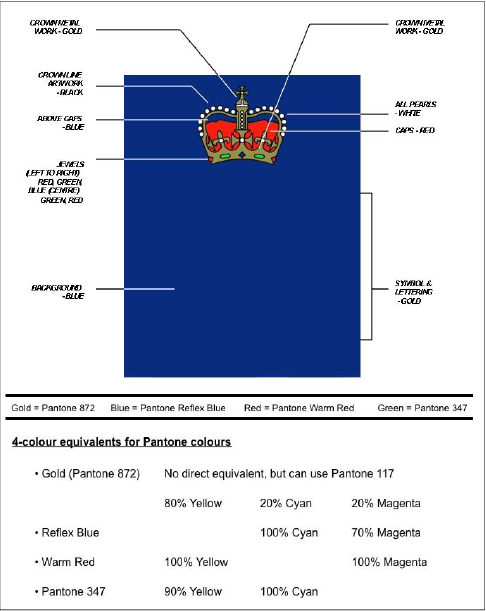 CROWN METAL
WORK - GOLD
CROWN METAL
WORK - GOLD
CROWN LINE
ARTWORK
- BLACK
ALL PEARLS
- WHITE
ABOVE CAPS -
- BLUE
CAPS - RED
JEWELS
(LEFT TO RIGHT)
RED, GREEN,
BLUE (CENTRE)
GREEN, RED
BACKGROUND
- BLUE
SYMBOL &
LETTERING
- GOLD
Gold = Pantone 872 Blue = Pantone Reflex Blue Red = Pantone Warm Red Green = Pantone 347
4-colour equivalents for Pantone colours
• Gold (Pantone 872) No direct equivalent, but can use Pantone 117
80% Yellow 20% Cyan 20% Magenta
• Reflex Blue 100% Cyan 70% Magenta
• Warm Red 100% Yellow 100% Magenta
• Pantone 347 90% Yellow 100% Cyan